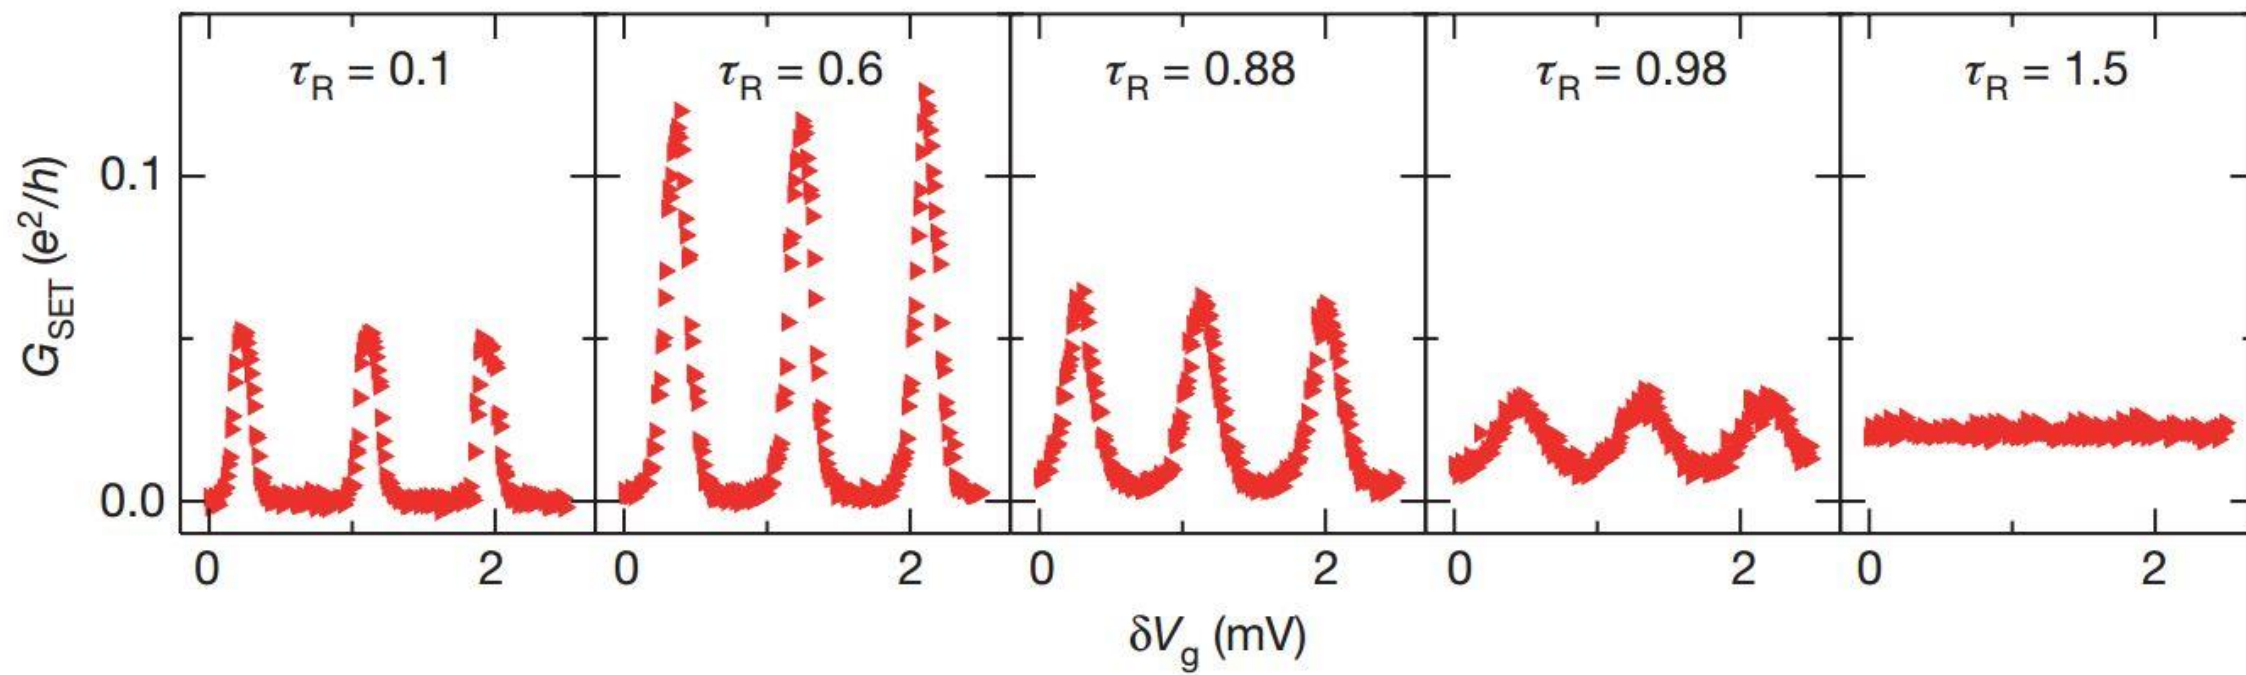 τR = 0.1
τR = 0.6
τR = 0.88
τR = 0.98
τR = 1.5
GSET (e²/h)
0.1
0.0
0 2 0 2 0 2 0 2 0 2
δVg (mV)